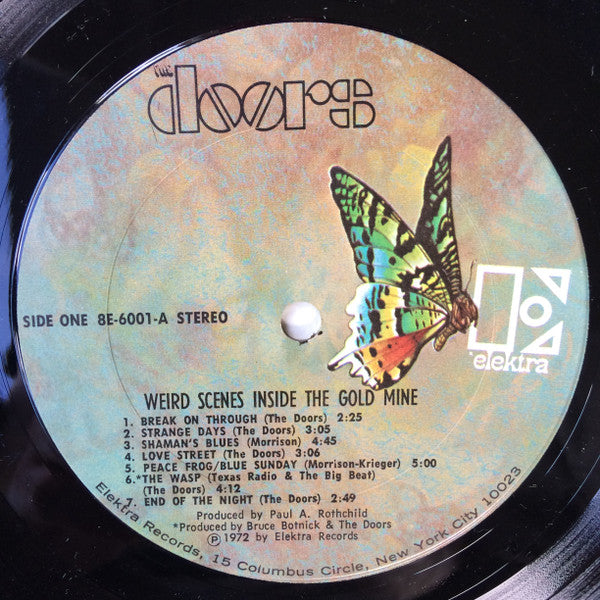 The
doors
elektra
SIDE ONE 8E-6001-A STEREO
WEIRD SCENES INSIDE THE GOLD MINE
1. BREAK ON THROUGH (The Doors) 2:25
2. STRANGE DAYS (The Doors) 3:05
3. SHAMAN'S BLUES (Morrison) 4:45
4. LOVE STREET (The Doors) 3:06
5. PEACE FROG/BLUE SUNDAY (Morrison-Krieger) 5:00
6.*THE WASP (Texas Radio & The Big Beat)
(The Doors) 4:12
7. END OF THE NIGHT (The Doors) 2:49
Produced by Paul A. Rothchild
*Produced by Bruce Botnick & The Doors
℗ 1972 by Elektra Records
Elektra Records, 15 Columbus Circle, New York City 10023